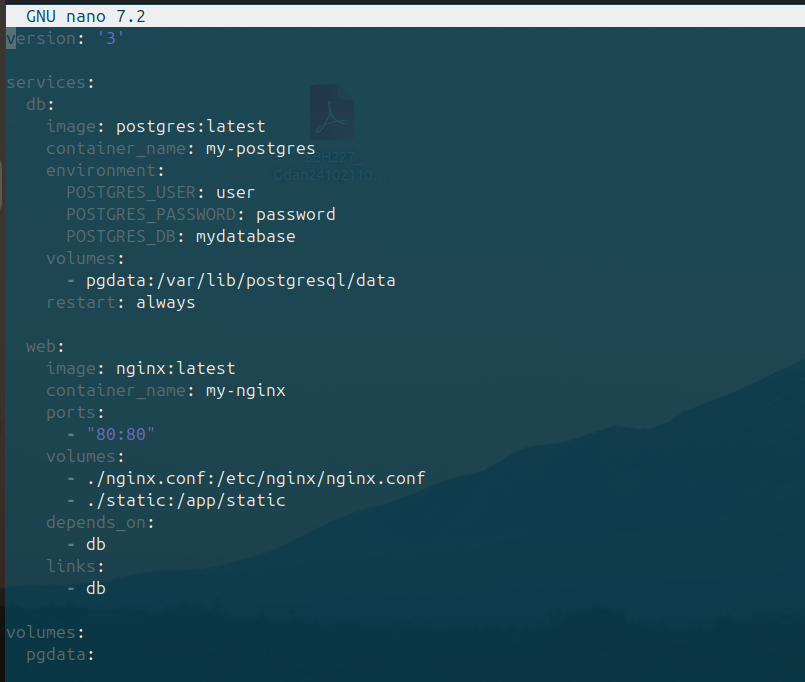 GNU nano 7.2
version: '3'
services:
  db:
    image: postgres:latest
    container_name: my-postgres
    environment:
      POSTGRES_USER: user
      POSTGRES_PASSWORD: password
      POSTGRES_DB: mydatabase
    volumes:
      - pgdata:/var/lib/postgresql/data
    restart: always
  web:
    image: nginx:latest
    container_name: my-nginx
    ports:
      - "80:80"
    volumes:
      - ./nginx.conf:/etc/nginx/nginx.conf
      - ./static:/app/static
    depends_on:
      - db
    links:
      - db
volumes:
  pgdata: